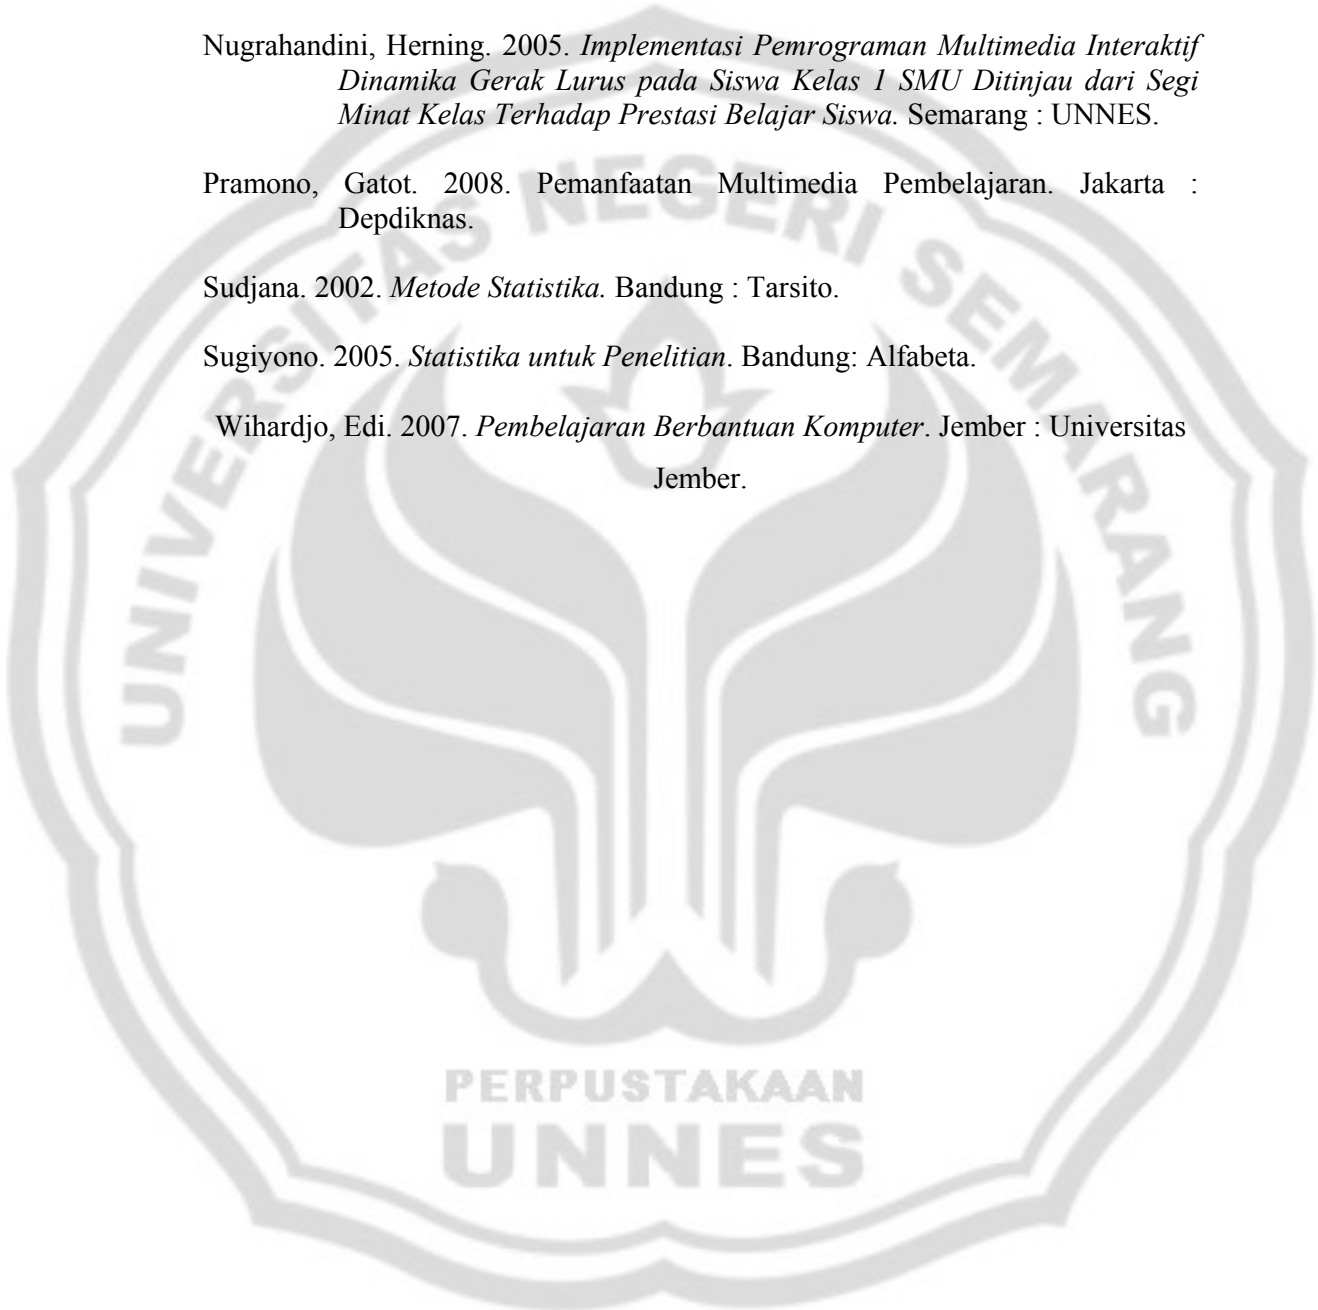 Nugrahandini, Herning. 2005. Implementasi Pemrograman Multimedia Interaktif
Dinamika Gerak Lurus pada Siswa Kelas 1 SMU Ditinjau dari Segi
Minat Kelas Terhadap Prestasi Belajar Siswa. Semarang : UNNES.
Pramono, Gatot. 2008. Pemanfaatan Multimedia Pembelajaran. Jakarta :
Depdiknas.
Sudjana. 2002. Metode Statistika. Bandung : Tarsito.
Sugiyono. 2005. Statistika untuk Penelitian. Bandung: Alfabeta.
Wihardjo, Edi. 2007. Pembelajaran Berbantuan Komputer. Jember : Universitas
Jember.
UNIVERSITAS NEGERI SEMARANG
PERPUSTAKAAN
UNNES